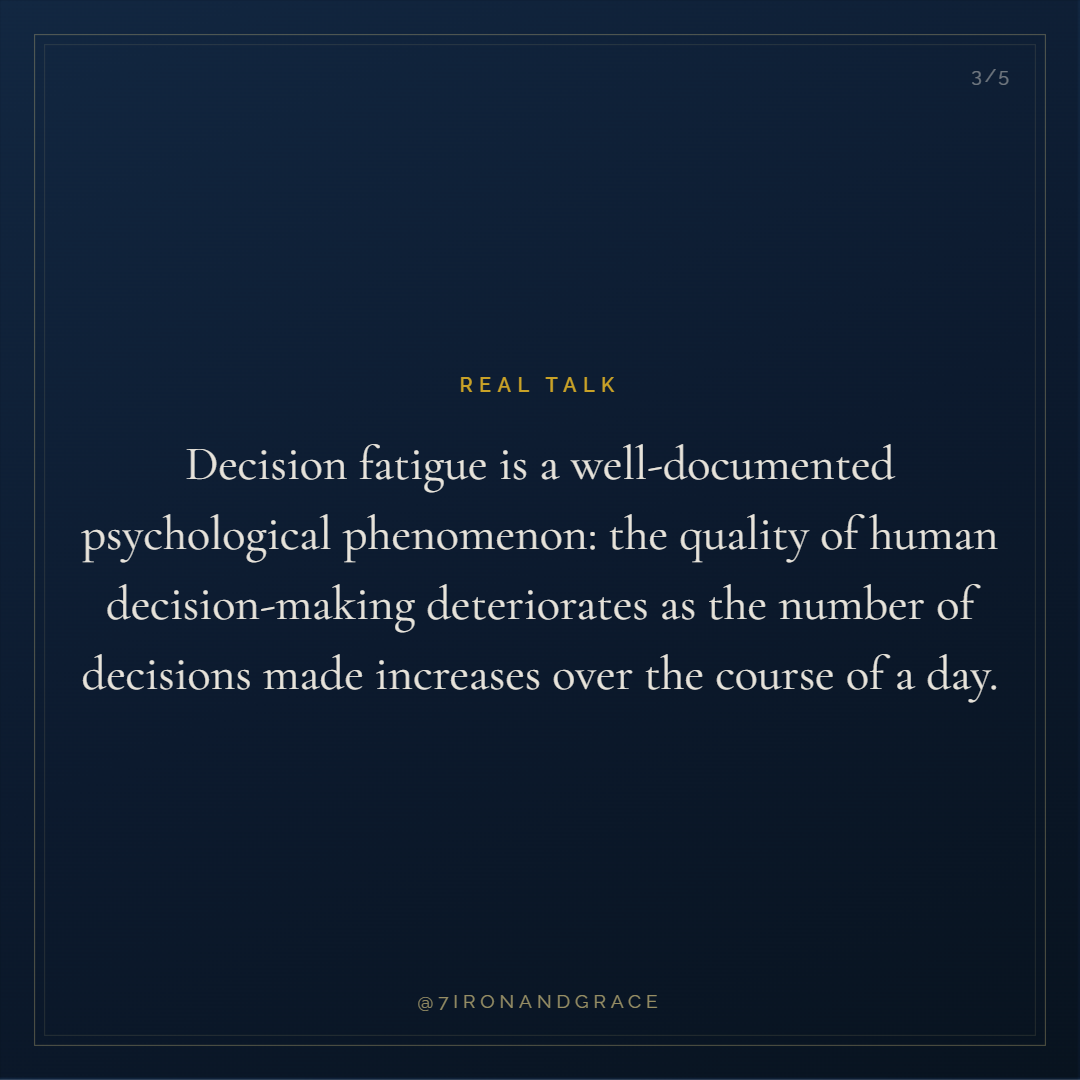 3/5
REAL TALK
Decision fatigue is a well-documented
psychological phenomenon: the quality of human
decision-making deteriorates as the number of
decisions made increases over the course of a day.
@7IRONANDGRACE